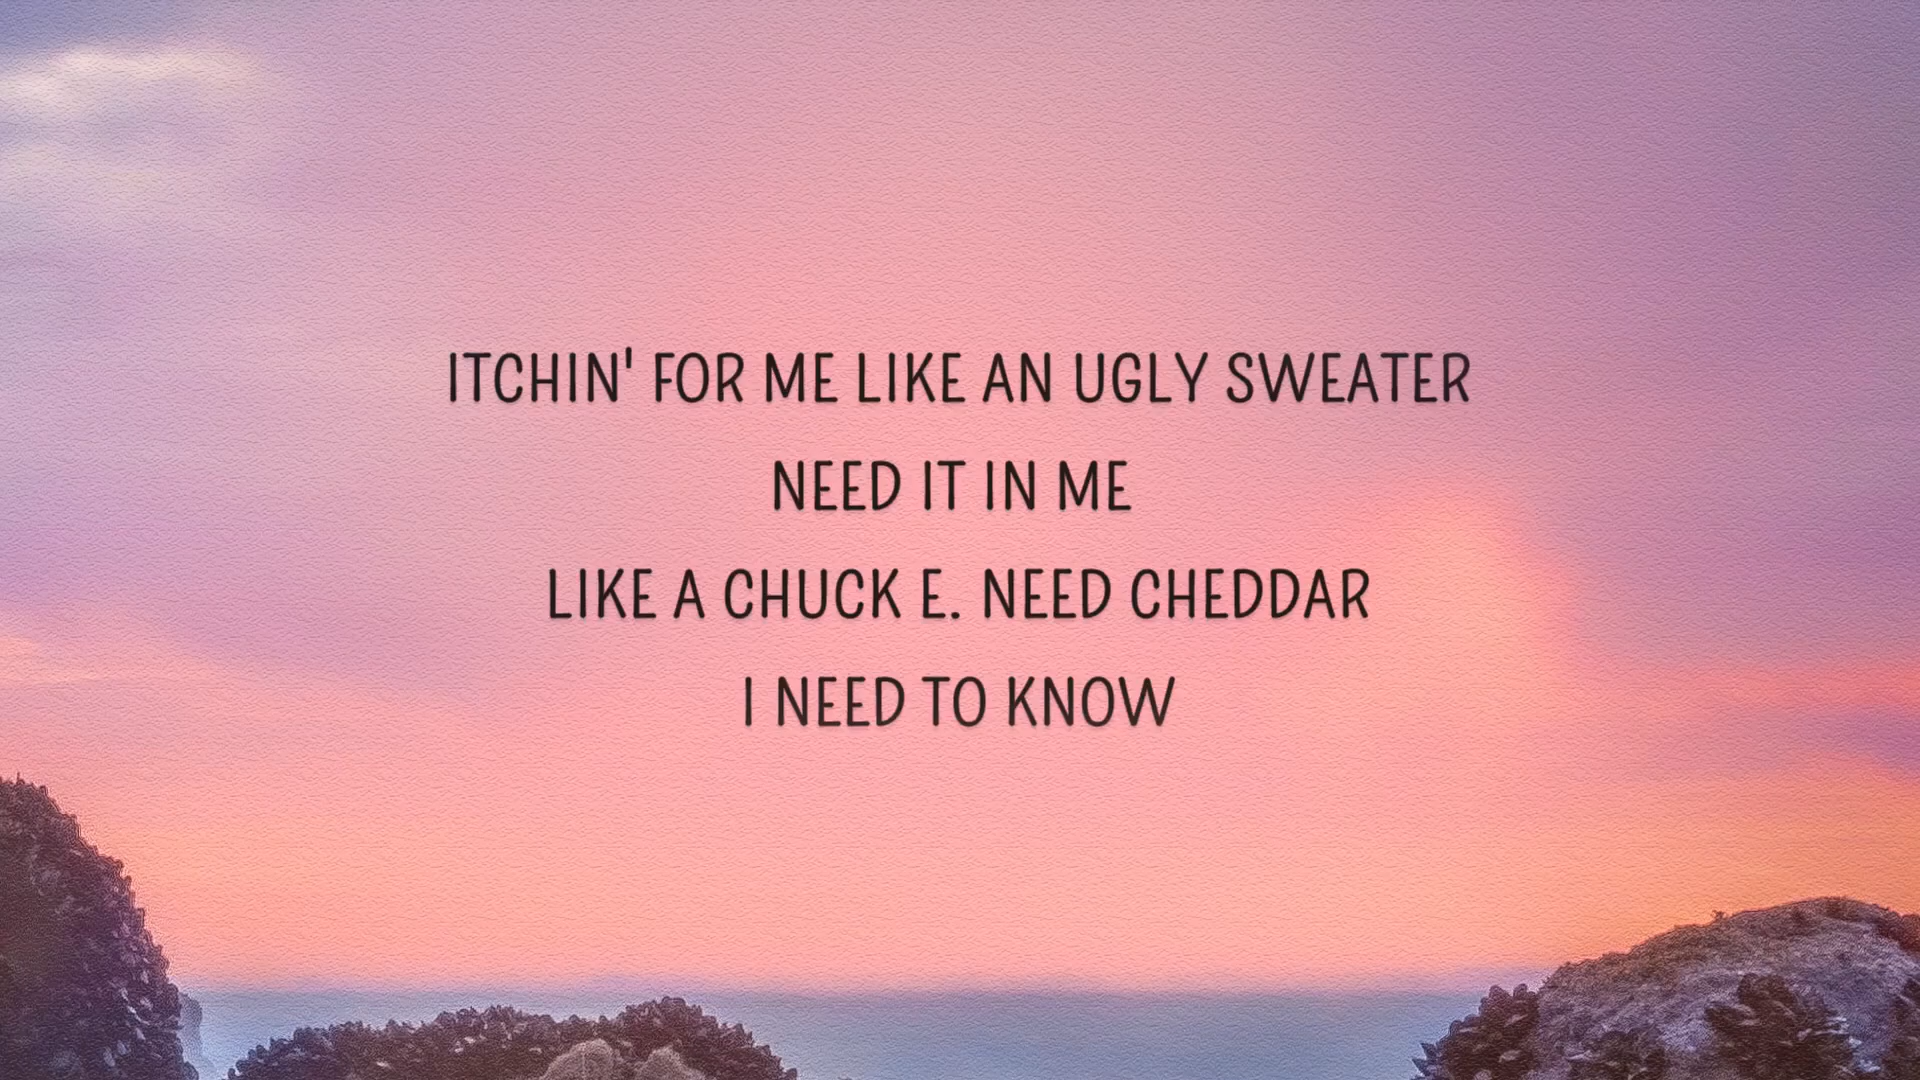 ITCHIN' FOR ME LIKE AN UGLY SWEATER
NEED IT IN ME
LIKE A CHUCK E. NEED CHEDDAR
I NEED TO KNOW